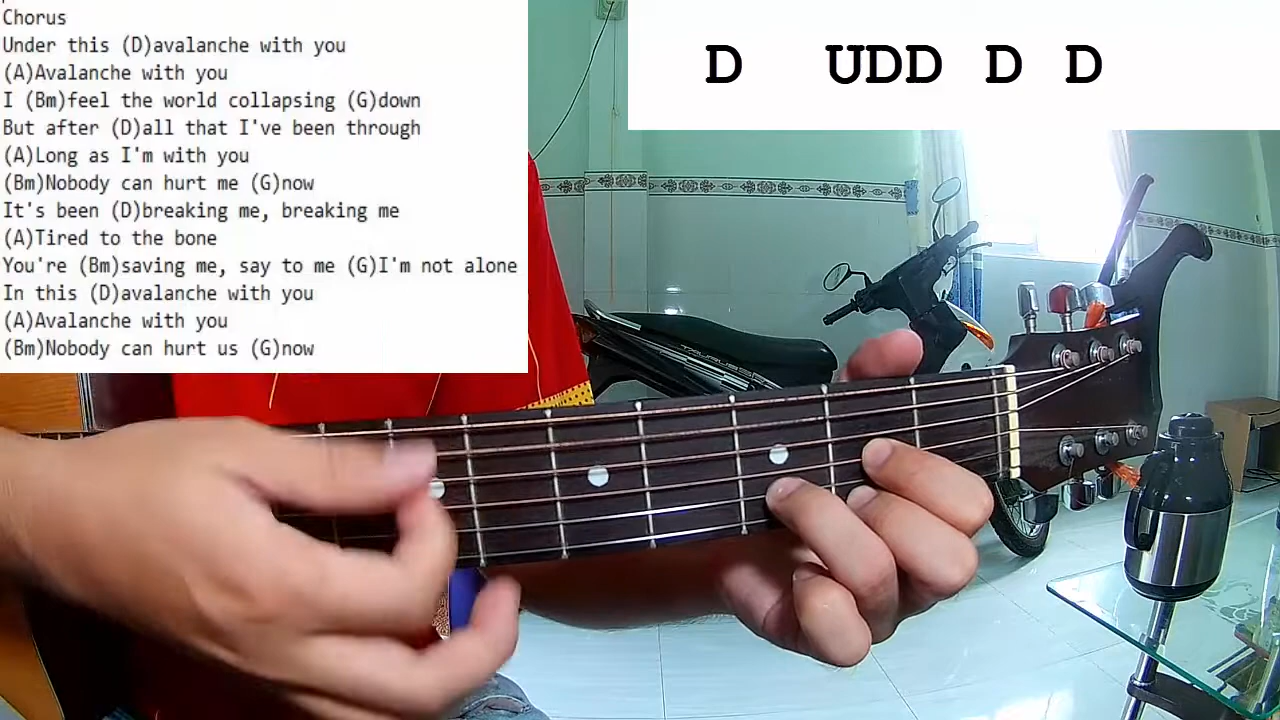 Chorus
Under this (D)avalanche with you
(A)Avalanche with you
I (Bm)feel the world collapsing (G)down
But after (D)all that I've been through
(A)Long as I'm with you
(Bm)Nobody can hurt me (G)now
It's been (D)breaking me, breaking me
(A)Tired to the bone
You're (Bm)saving me, say to me (G)I'm not alone
In this (D)avalanche with you
(A)Avalanche with you
(Bm)Nobody can hurt us (G)now
D UDD D D